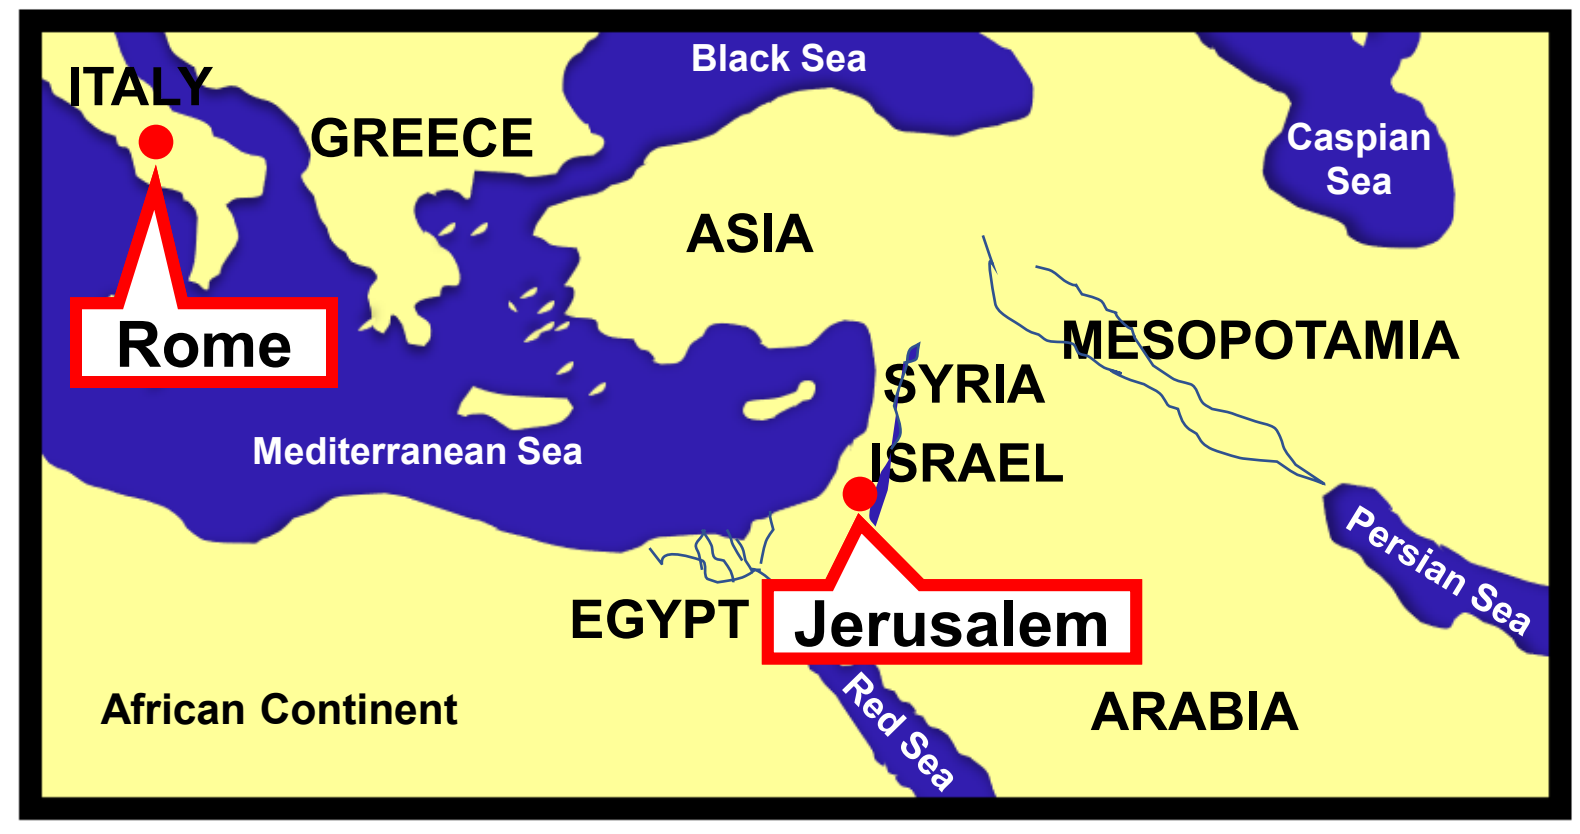 Black Sea
ITALY
GREECE
Caspian
Sea
ASIA
Rome
MESOPOTAMIA
SYRIA
Mediterranean Sea
ISRAEL
Persian Sea
EGYPT
Jerusalem
African Continent
Red Sea
ARABIA